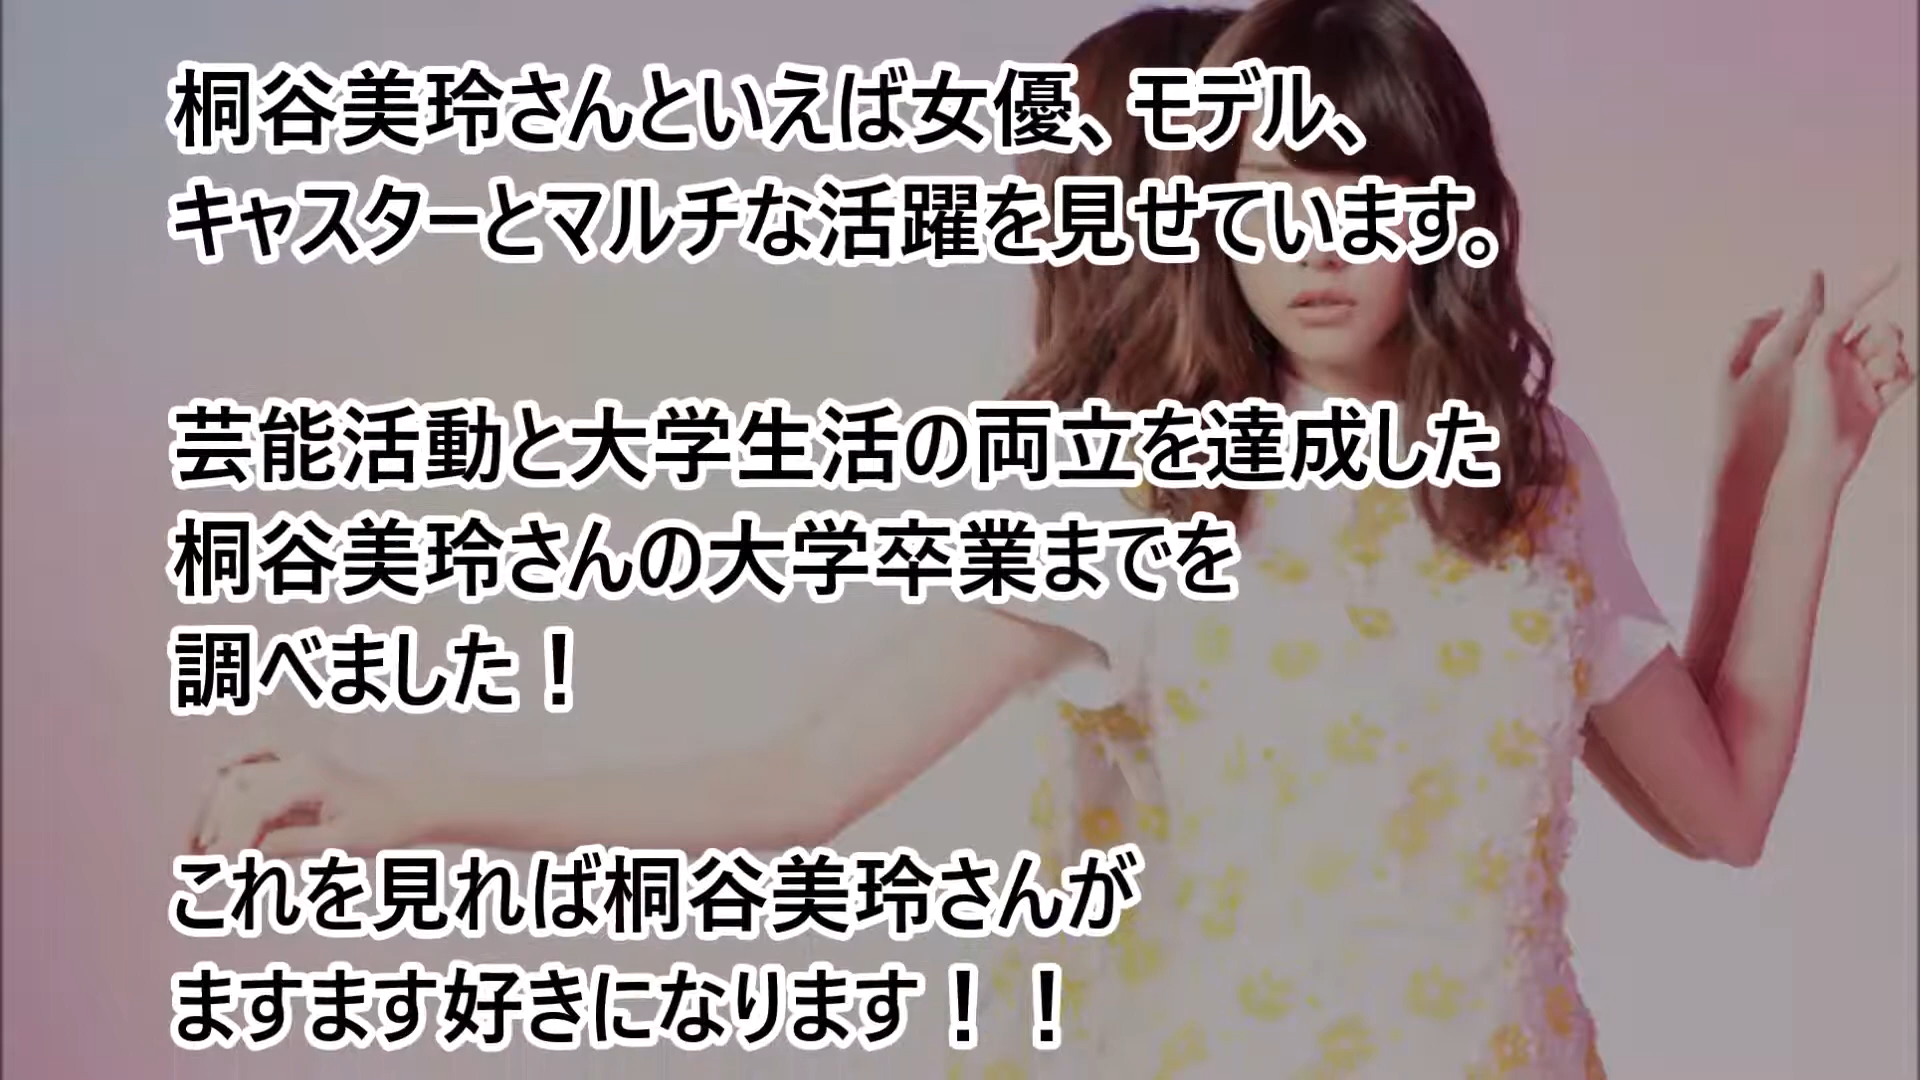 桐谷美玲さんといえば女優、モデル、
キャスターとマルチな活躍を見せています。
芸能活動と大学生活の両立を達成した
桐谷美玲さんの大学卒業までを
調べました！
これを見れば桐谷美玲さんが
ますます好きになります！！